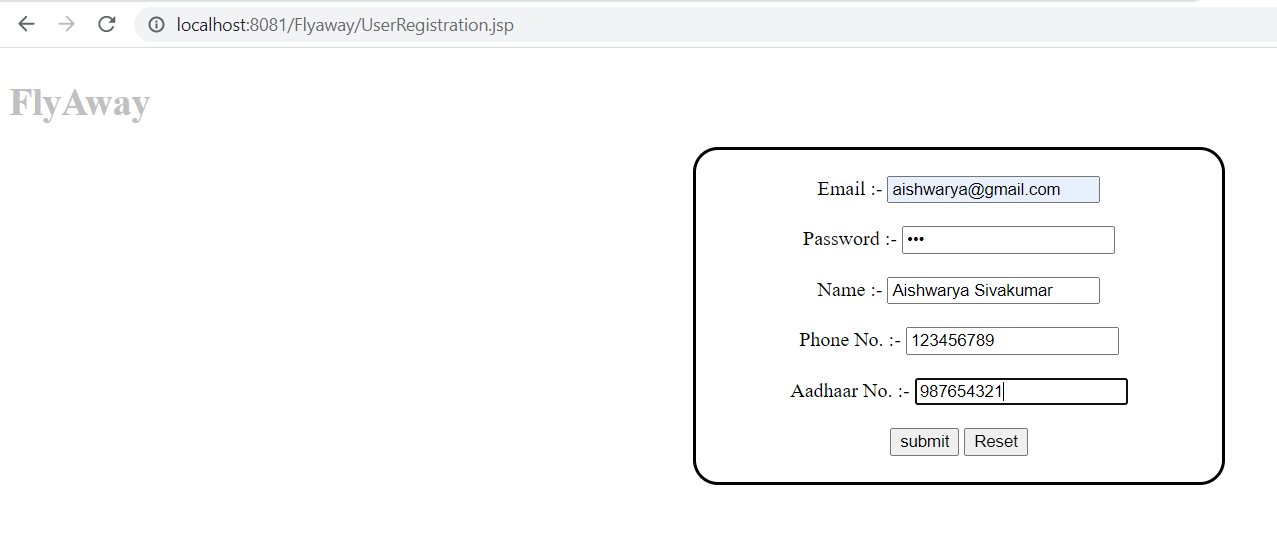 localhost:8081/Flyaway/UserRegistration.jsp
FlyAway
Email :- aishwarya@gmail.com
Password :- •••
Name :- Aishwarya Sivakumar
Phone No. :- 123456789
Aadhaar No. :- 987654321
submit Reset